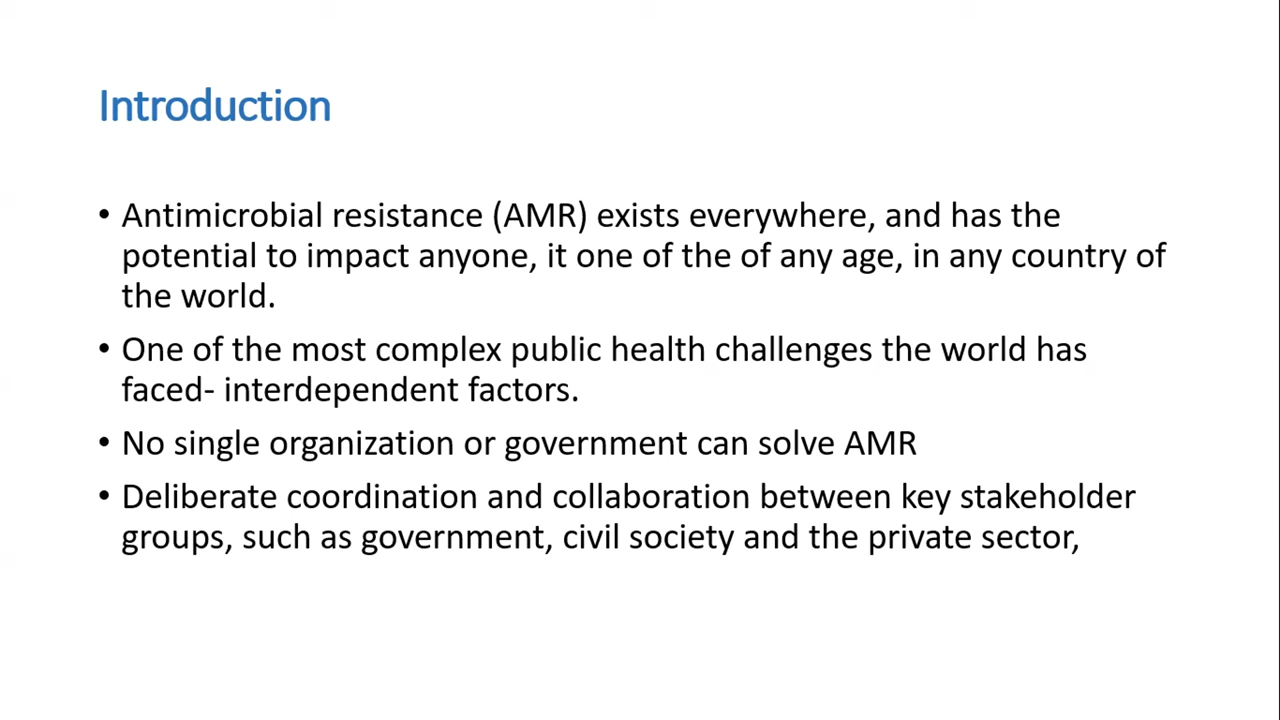 Introduction
• Antimicrobial resistance (AMR) exists everywhere, and has the
potential to impact anyone, it one of the of any age, in any country of
the world.
• One of the most complex public health challenges the world has
faced- interdependent factors.
• No single organization or government can solve AMR
• Deliberate coordination and collaboration between key stakeholder
groups, such as government, civil society and the private sector,